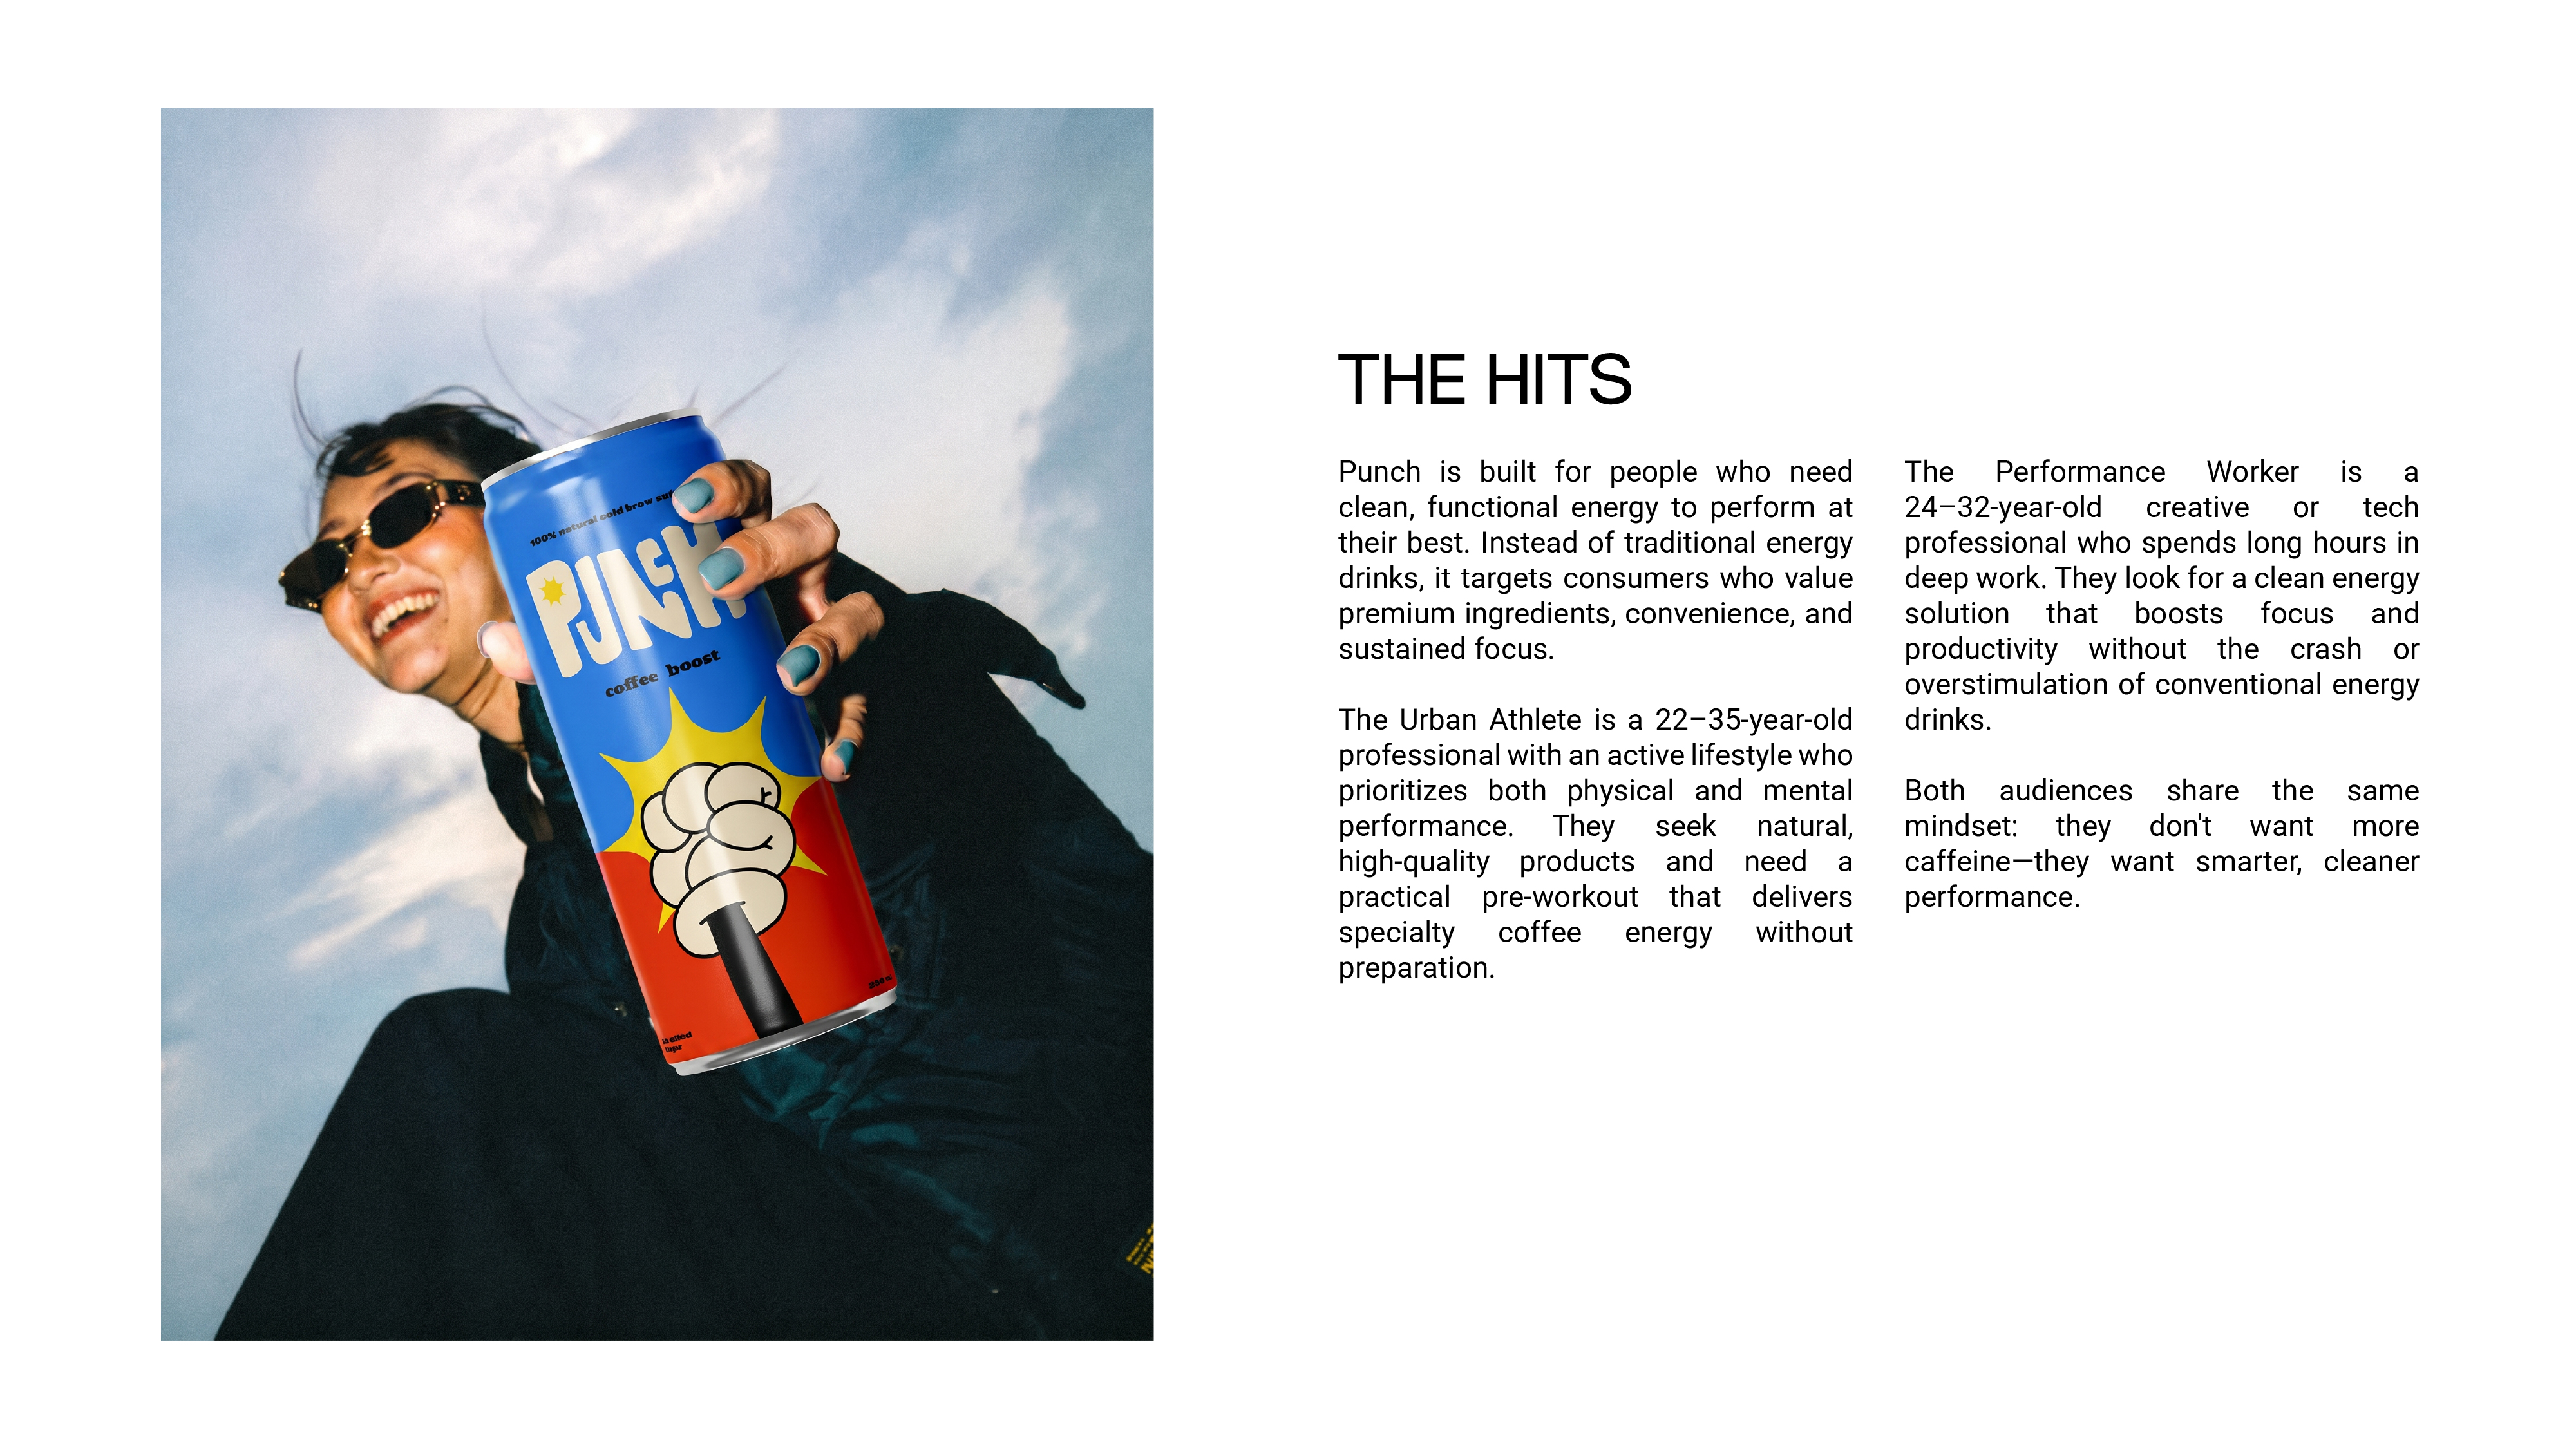 100% natural cold brow
PUNCH
coffee boost
THE HITS
Punch is built for people who need
clean, functional energy to perform at
their best. Instead of traditional energy
drinks, it targets consumers who value
premium ingredients, convenience, and
sustained focus.
The Urban Athlete is a 22–35-year-old
professional with an active lifestyle who
prioritizes both physical and mental
performance. They seek natural,
high-quality products and need a
practical pre-workout that delivers
specialty coffee energy without
preparation.
The Performance Worker is a
24–32-year-old creative or tech
professional who spends long hours in
deep work. They look for a clean energy
solution that boosts focus and
productivity without the crash or
overstimulation of conventional energy
drinks.
Both audiences share the same
mindset: they don't want more
caffeine—they want smarter, cleaner
performance.